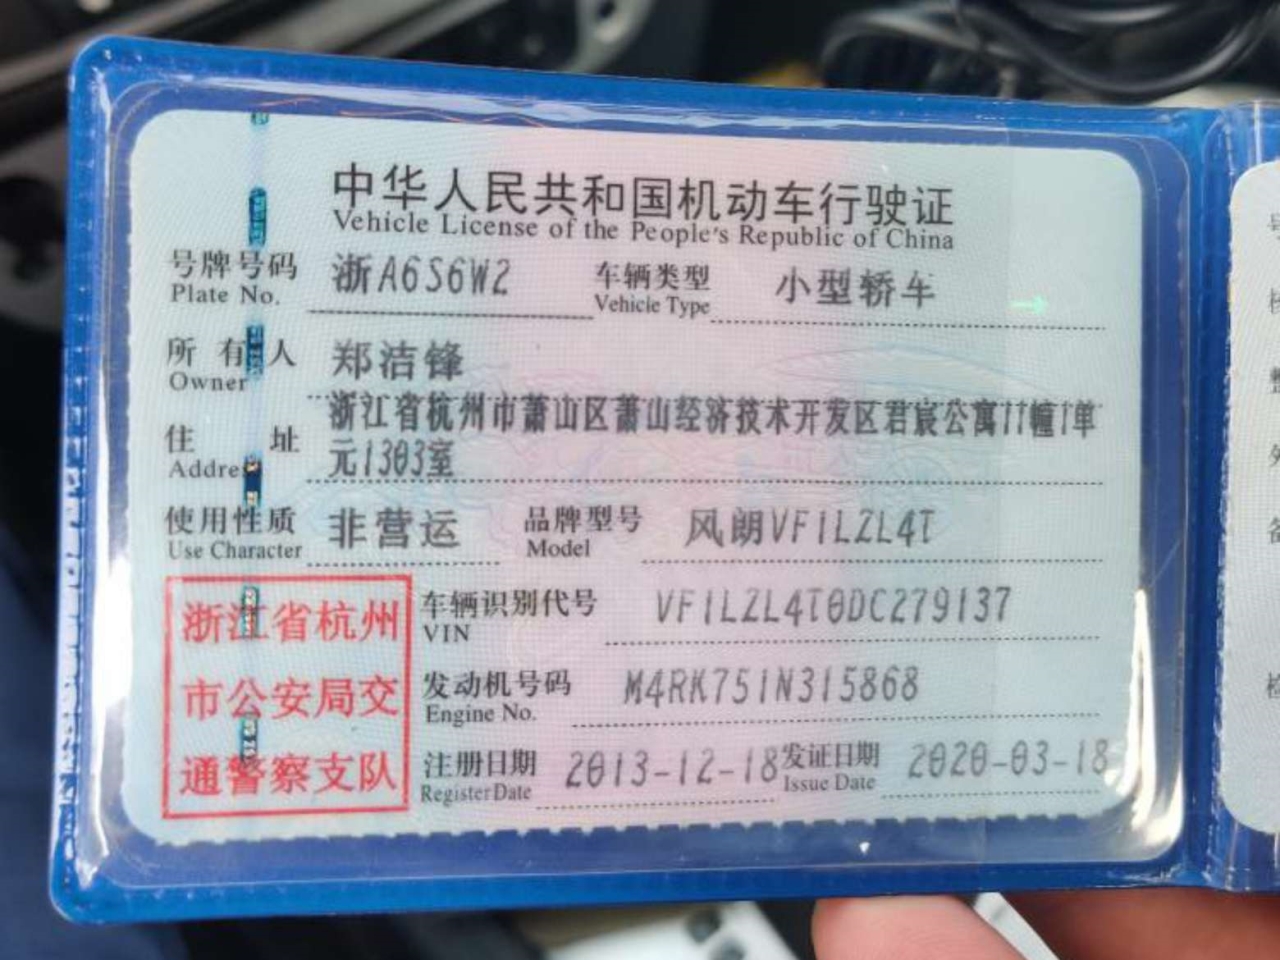 中华人民共和国机动车行驶证
Vehicle License of the People's Republic of China
号牌号码 浙A6S6W2 车辆类型 小型轿车
Plate No. Vehicle Type
所有人 郑洁锋
Owner
浙江省杭州市萧山区萧山经济技术开发区君宸公寓11幢1单
住址 元1303室
Address
使用性质 非营运 品牌型号 风朗VF1LZL4T
Use Character Model
浙江省杭州 车辆识别代号 VF1LZL4T0DC279137
VIN
市公安局交 发动机号码 M4RK751N315868
Engine No.
通警察支队 注册日期 2013-12-18 发证日期 2020-03-18
Register Date Issue Date